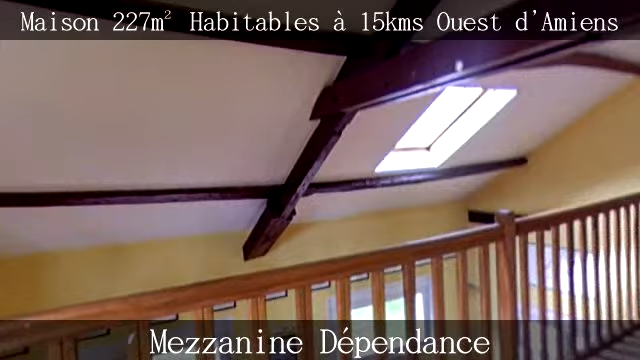 Maison 227m² Habitables à 15kms Ouest d'Amiens
Mezzanine Dépendance